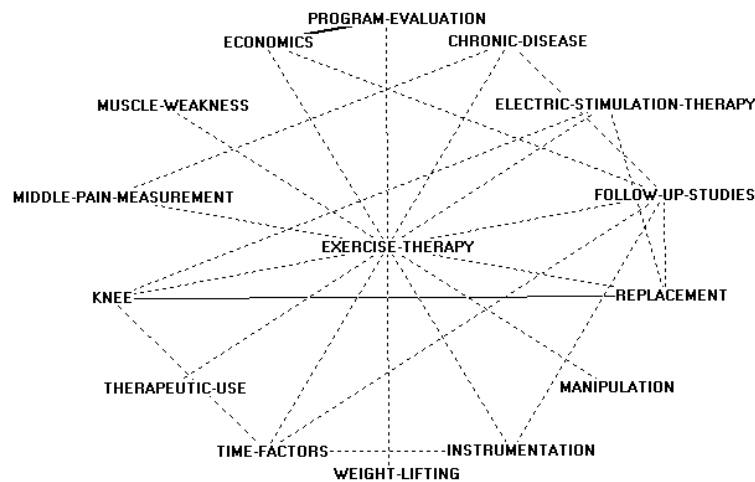 PROGRAM-EVALUATION
ECONOMICS
CHRONIC-DISEASE
MUSCLE-WEAKNESS
ELECTRIC-STIMULATION-THERAPY
MIDDLE-PAIN-MEASUREMENT
FOLLOW-UP-STUDIES
EXERCISE-THERAPY
KNEE
REPLACEMENT
THERAPEUTIC-USE
MANIPULATION
TIME-FACTORS
INSTRUMENTATION
WEIGHT-LIFTING